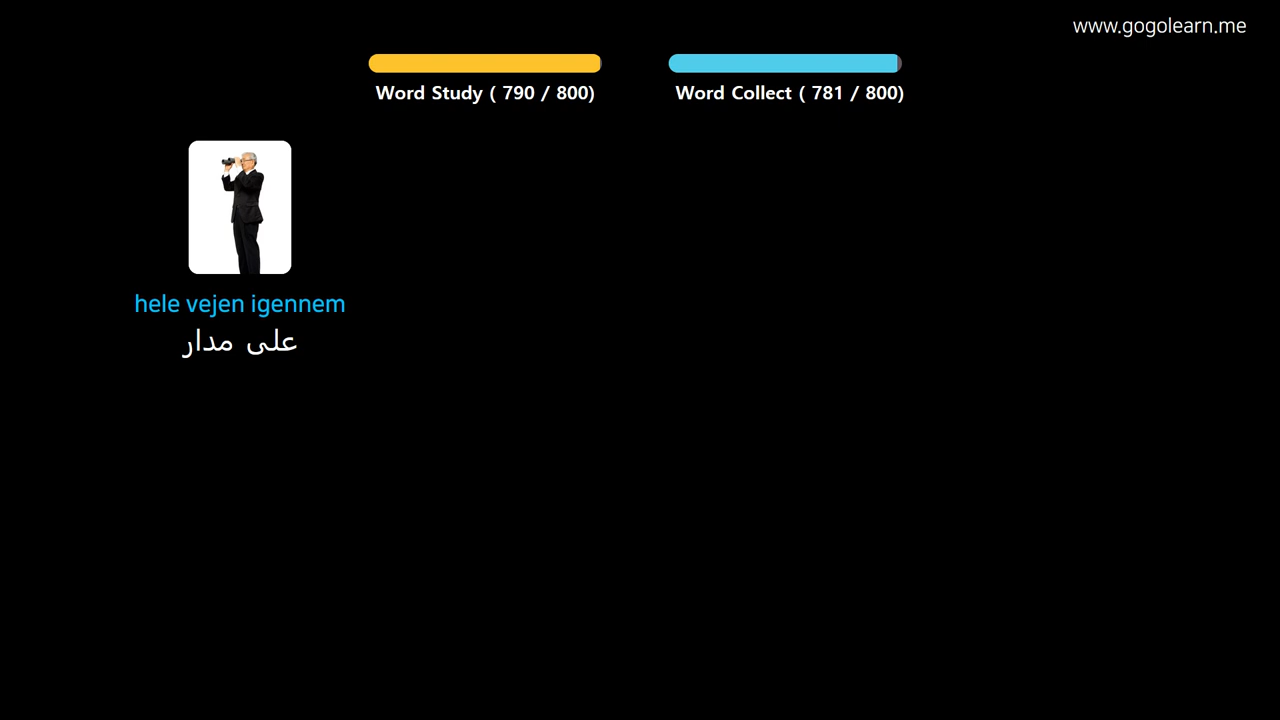 www.gogolearn.me
Word Study ( 790 / 800)
Word Collect ( 781 / 800)
hele vejen igennem
على مدار